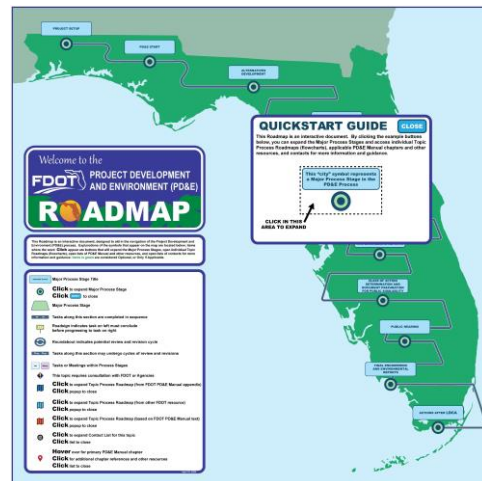 PROJECT SETUP
TASK START
ALTERNATIVES
DEVELOPMENT
QUICKSTART GUIDE CLOSE
This Roadmap is an interactive document. By clicking the example buttons
below, you can expand the Major Process Stages and access individual Topic
Process Roadmaps (flowcharts), applicable PD&E Manual chapters and other
resources, and contacts for more information and guidance.
This "city" symbol represents
a Major Process Stage in the
PD&E Process
CLICK IN THIS
AREA TO EXPAND
Welcome to the
FDOT
PROJECT DEVELOPMENT
AND ENVIRONMENT (PD&E)
ROADMAP
Major Process Stage Title
Click to expand Major Process Stage
Click to close
Major Process Stage
Tasks along this section are completed in sequence
Roadsign indicates task on left must conclude
before progressing to task on right
Roundabout indicates potential review and revision cycle
Tasks along this section may undergo cycles of review and revisions
Tasks or Meetings within Process Stages
This topic requires consultation with FDOT or Agencies
Click to expand Topic Process Roadmap (from FDOT PD&E Manual appendix)
Click popup to close
Click to expand Topic Process Roadmap (from other FDOT resource)
Click popup to close
Click to expand Topic Process Roadmap (based on FDOT PD&E Manual text)
Click popup to close
Click to expand Contact List for this topic
Click list to close
Hover over for primary PD&E Manual chapter
Click for additional chapter references and other resources
Click list to close
PUBLIC HEARING